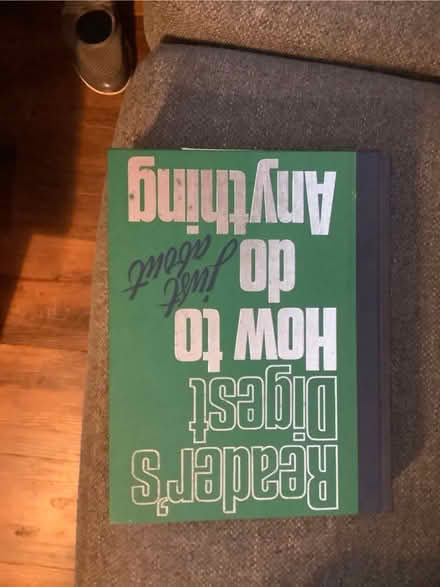 Reader's
Digest
How to
do just
about
Anything